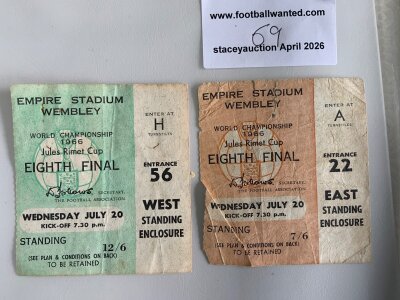 www.footballwanted.com
69
staceyauction April 2026
EMPIRE STADIUM
WEMBLEY
WORLD CHAMPIONSHIP
1966
Jules Rimet Cup
EIGHTH FINAL
SECRETARY,
THE FOOTBALL ASSOCIATION
WEDNESDAY JULY 20
KICK-OFF 7.30 p.m.
STANDING
12/6
(SEE PLAN & CONDITIONS ON BACK)
TO BE RETAINED
ENTER AT
H
TURNSTILES
ENTRANCE
56
WEST
STANDING
ENCLOSURE
EMPIRE STADIUM
WEMBLEY
WORLD CHAMPIONSHIP
1966
Jules Rimet Cup
EIGHTH FINAL
SECRETARY,
THE FOOTBALL ASSOCIATION
WEDNESDAY JULY 20
KICK-OFF 7.30 p.m.
STANDING
7/6
(SEE PLAN & CONDITIONS ON BACK)
TO BE RETAINED
ENTER AT
A
TURNSTILES
ENTRANCE
22
EAST
STANDING
ENCLOSURE